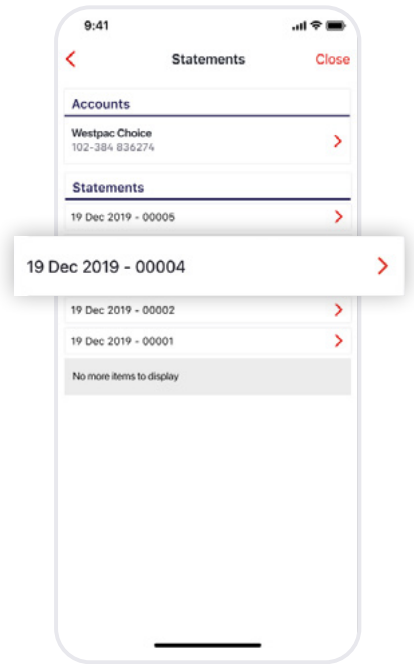 9:41
Statements Close
Accounts
Westpac Choice
102-384 836274
Statements
19 Dec 2019 - 00005
19 Dec 2019 - 00004
19 Dec 2019 - 00002
19 Dec 2019 - 00001
No more items to display